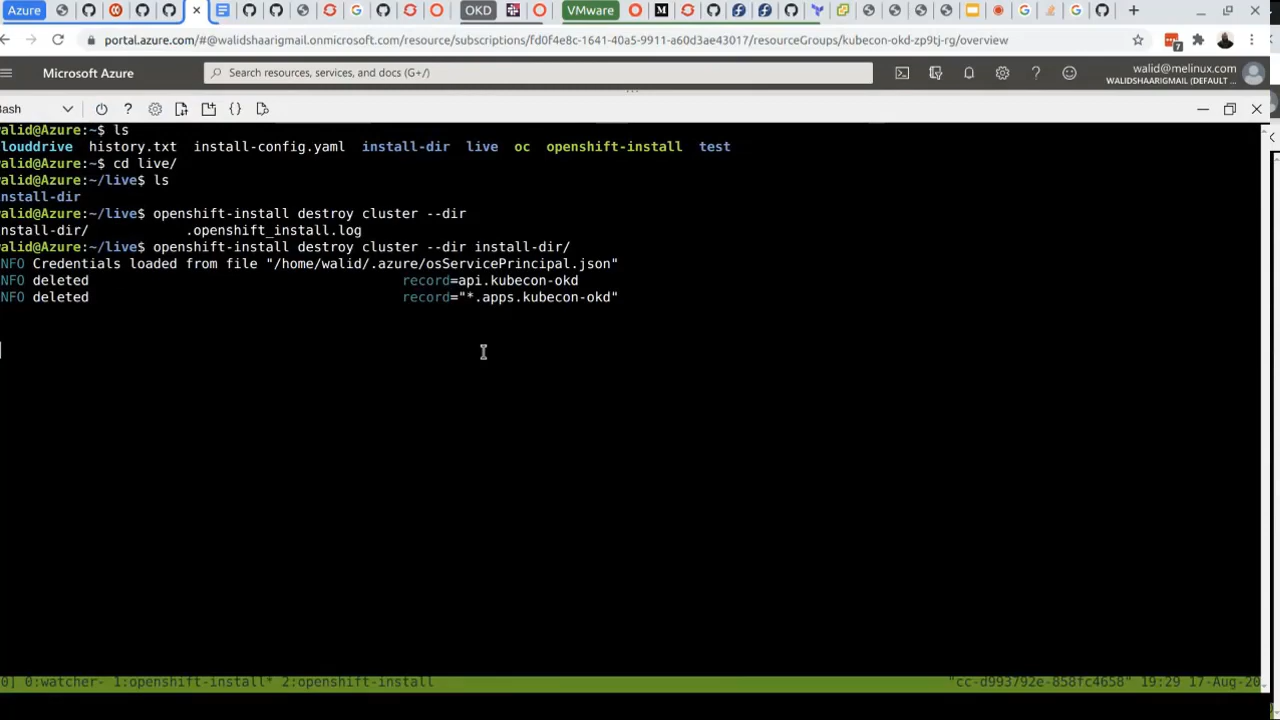 Azure OKD VMware
portal.azure.com/#@walidshaarigmail.onmicrosoft.com/resource/subscriptions/fd0f4e8c-1641-40a5-9911-a60d3ae43017/resourceGroups/kubecon-okd-zp9tj-rg/overview 7
Microsoft Azure Search resources, services, and docs (G+/) walid@melinux.com
WALIDSHAARIGMAIL (DEFAULT ...
ash
alid@Azure:~$ ls
louddrive history.txt install-config.yaml install-dir live oc openshift-install test
alid@Azure:~$ cd live/
alid@Azure:~/live$ ls
nstall-dir
alid@Azure:~/live$ openshift-install destroy cluster --dir
nstall-dir/ .openshift_install.log
alid@Azure:~/live$ openshift-install destroy cluster --dir install-dir/
NFO Credentials loaded from file "/home/walid/.azure/osServicePrincipal.json"
NFO deleted record=api.kubecon-okd
NFO deleted record="*.apps.kubecon-okd"
0] 0:watcher- 1:openshift-install* 2:openshift-install "cc-d993792e-858fc4658" 19:29 17-Aug-20